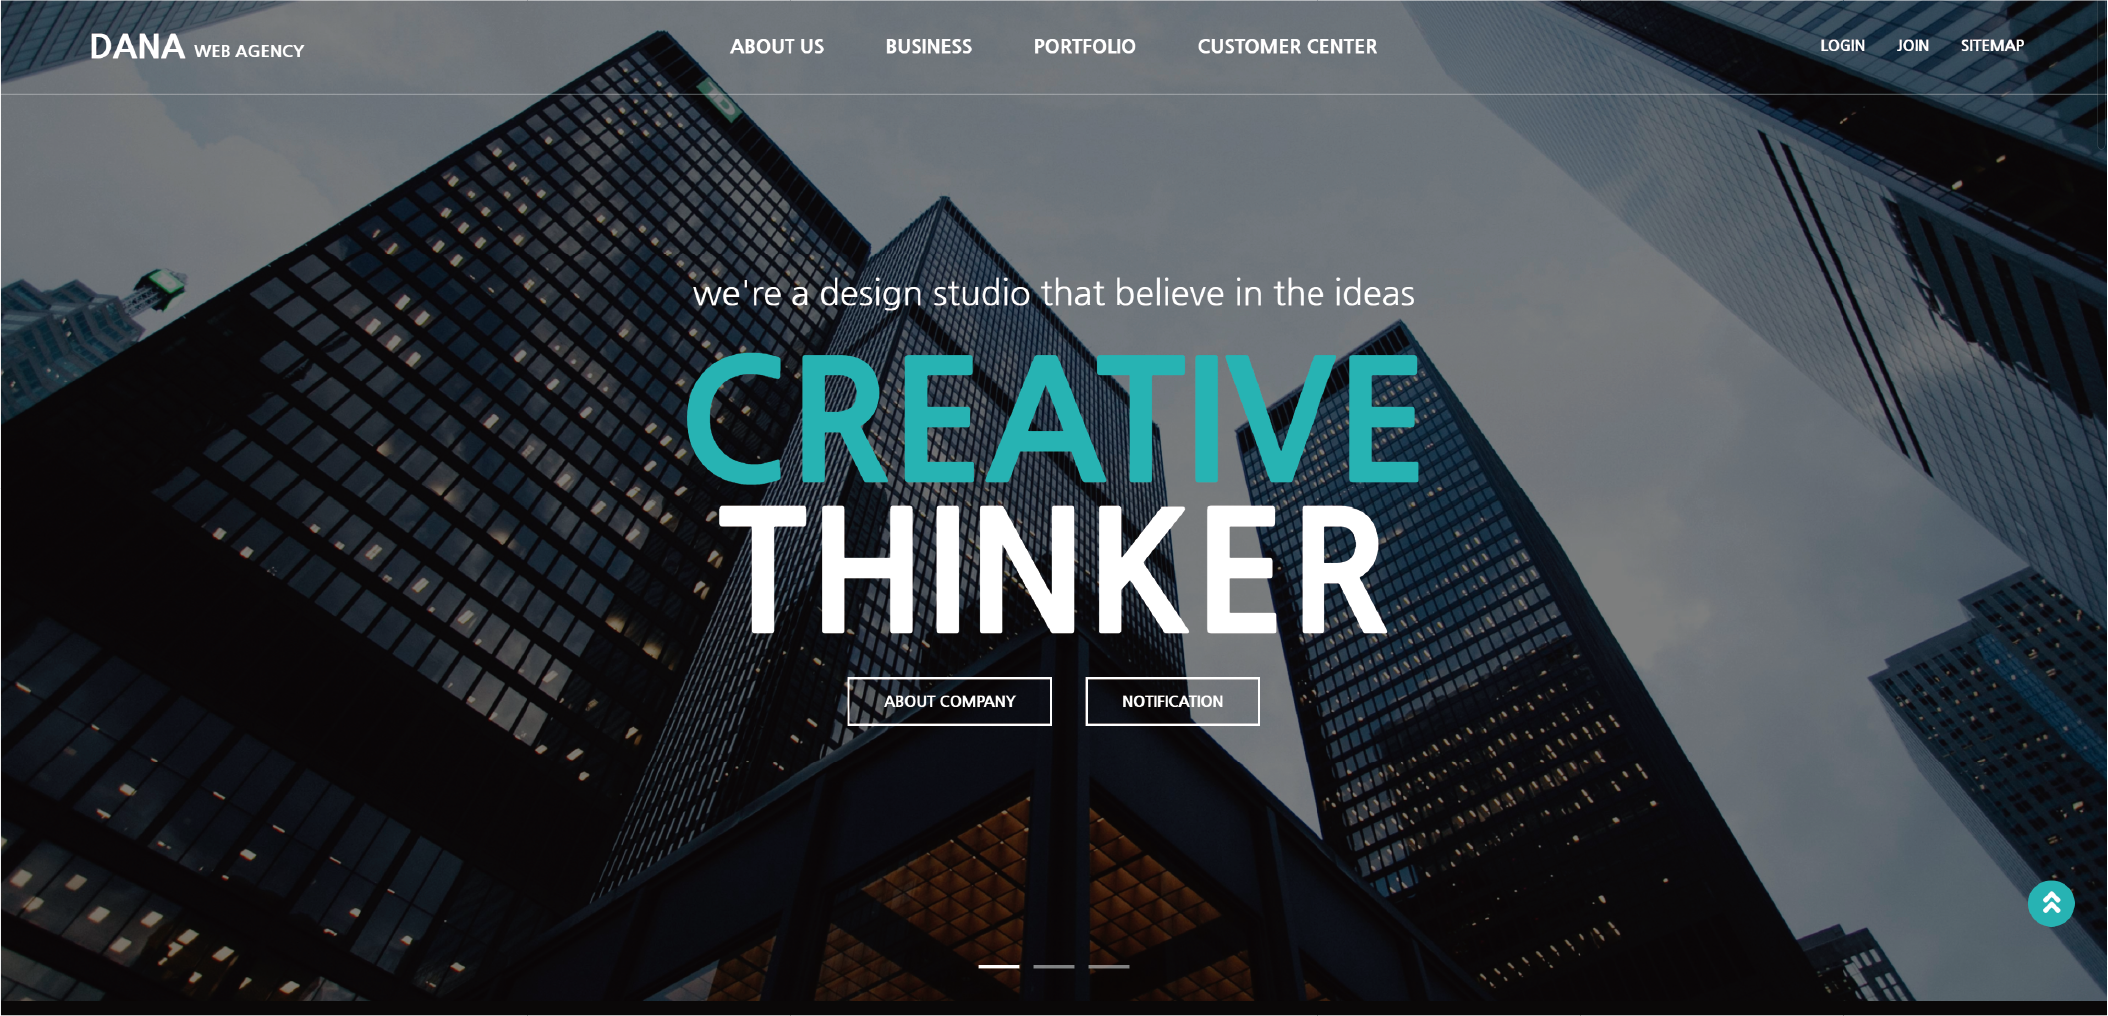 DANA WEB AGENCY
ABOUT US BUSINESS PORTFOLIO CUSTOMER CENTER
LOGIN JOIN SITEMAP
we're a design studio that believe in the ideas
CREATIVE
THINKER
ABOUT COMPANY NOTIFICATION